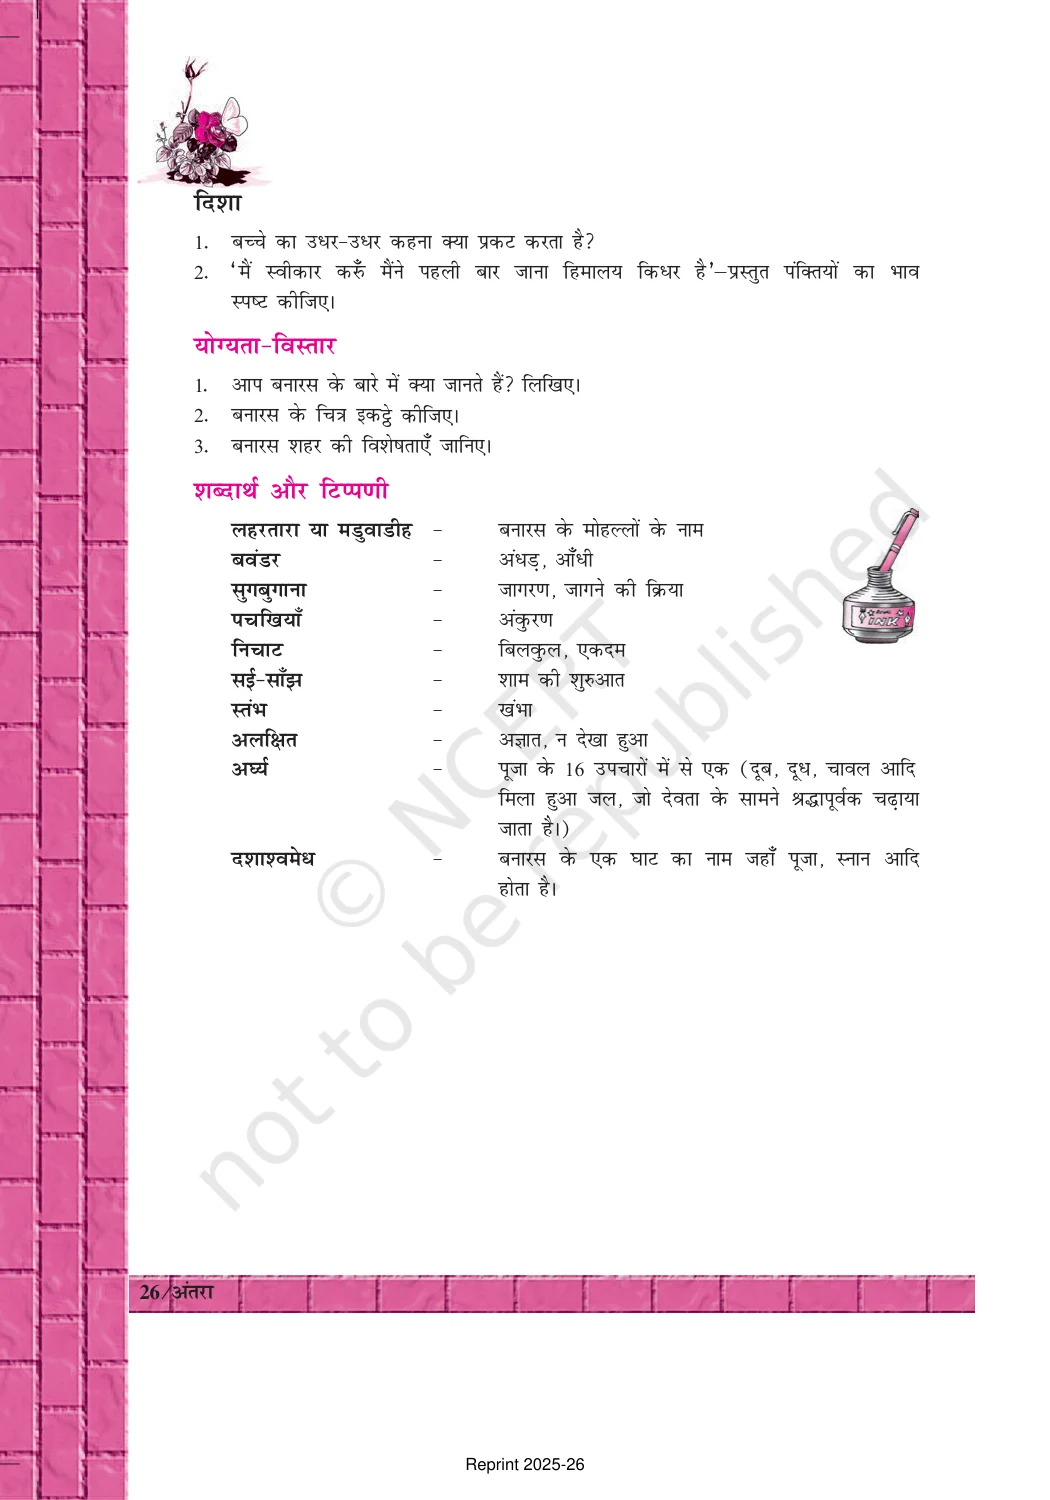 दिशा
1. बच्चे का उधर-उधर कहना क्या प्रकट करता है?
2. ‘मैं स्वीकार करूँ मैंने पहली बार जाना हिमालय किधर है’–प्रस्तुत पंक्तियों का भाव
स्पष्ट कीजिए।
योग्यता-विस्तार
1. आप बनारस के बारे में क्या जानते हैं? लिखिए।
2. बनारस के चित्र इकट्ठे कीजिए।
3. बनारस शहर की विशेषताएँ जानिए।
शब्दार्थ और टिप्पणी
लहरतारा या मडुवाडीह - बनारस के मोहल्लों के नाम
बवंडर - अंधड़, आँधी
सुगबुगाना - जागरण, जागने की क्रिया
पचखियाँ - अंकुरण
निचाट - बिलकुल, एकदम
सई-साँझ - शाम की शुरुआत
स्तंभ - खंभा
अलक्षित - अज्ञात, न देखा हुआ
अर्घ्य - पूजा के 16 उपचारों में से एक (दूब, दूध, चावल आदि
मिला हुआ जल, जो देवता के सामने श्रद्धापूर्वक चढ़ाया
जाता है।)
दशाश्वमेध - बनारस के एक घाट का नाम जहाँ पूजा, स्नान आदि
होता है।
INK
© NCERT
not to be republished
26/अंतरा
Reprint 2025-26